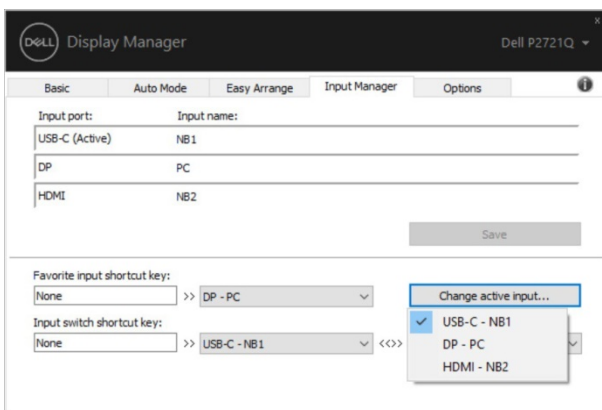 DELL Display Manager Dell P2721Q
x
Basic Auto Mode Easy Arrange Input Manager Options i
Input port: Input name:
USB-C (Active) NB1
DP PC
HDMI NB2
Save
Favorite input shortcut key:
None >> DP - PC Change active input...
Input switch shortcut key:
None >> USB-C - NB1 <<>>
USB-C - NB1
DP - PC
HDMI - NB2